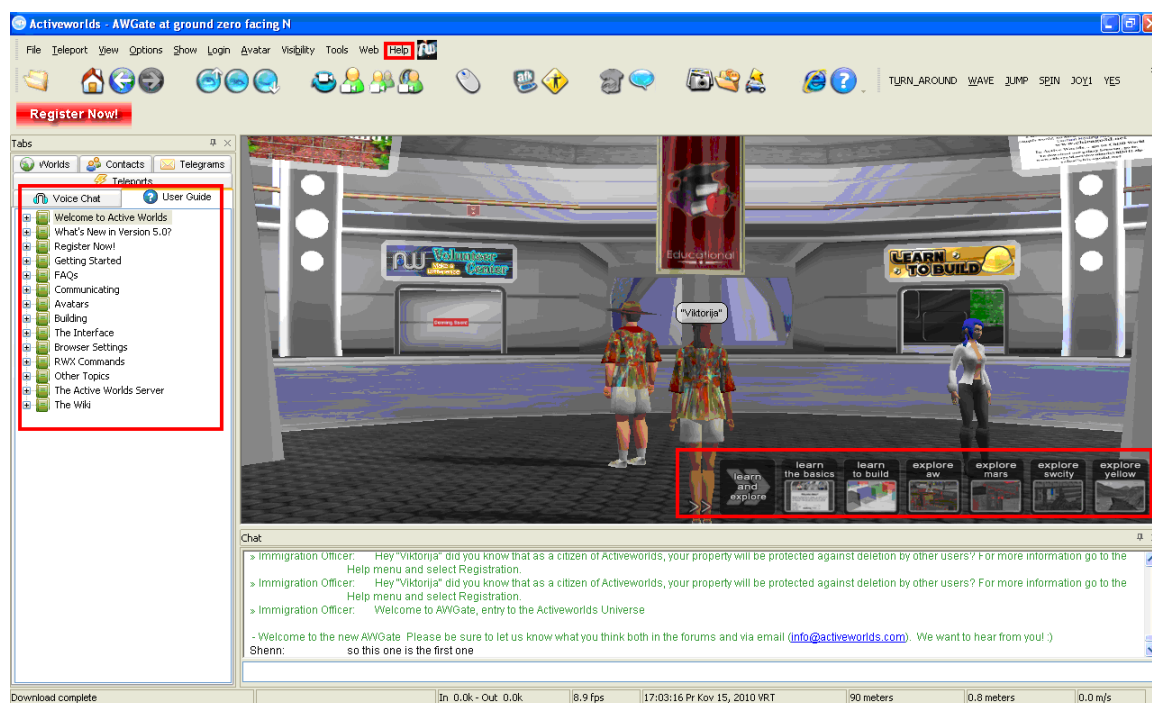 Activeworlds - AWGate at ground zero facing N
File Teleport View Options Show Login Avatar Visibility Tools Web Help
TURN_AROUND WAVE JUMP SPIN JOY1 YES
Register Now!
Tabs
Worlds Contacts Telegrams
Teleports
Voice Chat User Guide
Welcome to Active Worlds
What's New in Version 5.0?
Register Now!
Getting Started
FAQs
Communicating
Avatars
Building
The Interface
Browser Settings
RWX Commands
Other Topics
The Active Worlds Server
The Wiki
Educational
AW Volunteer
Center
LEARN
TO BUILD
"Viktorija"
learn and explore
learn the basics
learn to build
explore aw
explore mars
explore swcity
explore yellow
Chat
» Immigration Officer: Hey "Viktorija" did you know that as a citizen of Activeworlds, your property will be protected against deletion by other users? For more information go to the
Help menu and select Registration.
» Immigration Officer: Hey "Viktorija" did you know that as a citizen of Activeworlds, your property will be protected against deletion by other users? For more information go to the
Help menu and select Registration.
» Immigration Officer: Welcome to AWGate, entry to the Activeworlds Universe
- Welcome to the new AWGate Please be sure to let us know what you think both in the forums and via email (info@activeworlds.com). We want to hear from you! :)
Shenn: so this one is the first one
Download complete
In 0.0k - Out 0.0k
8.9 fps
17:03:16 Pr Kov 15, 2010 VRT
90 meters
0.8 meters
0.0 m/s